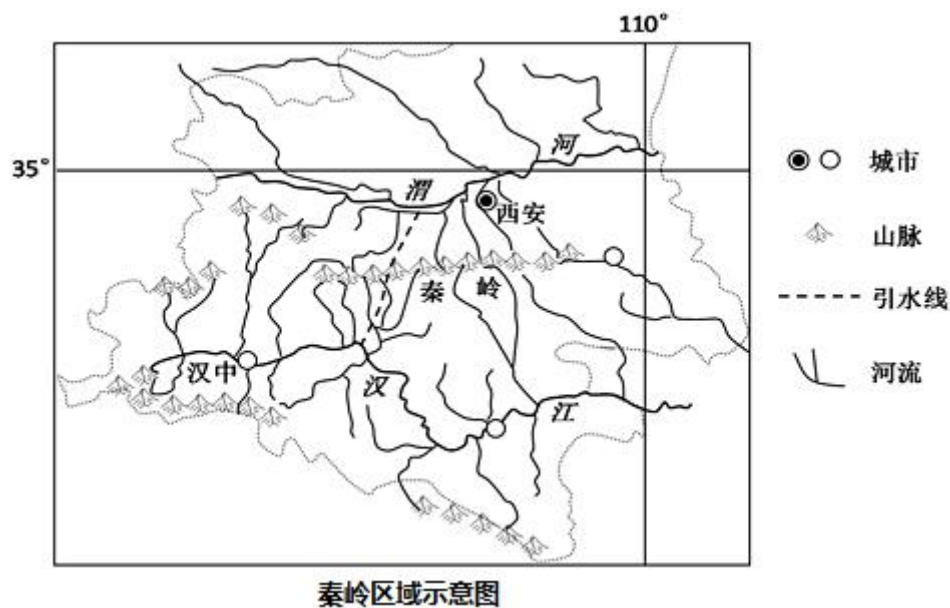 110°
35°
河
渭
西安
秦 岭
汉中
汉
江
城市
山脉
引水线
河流
秦岭区域示意图